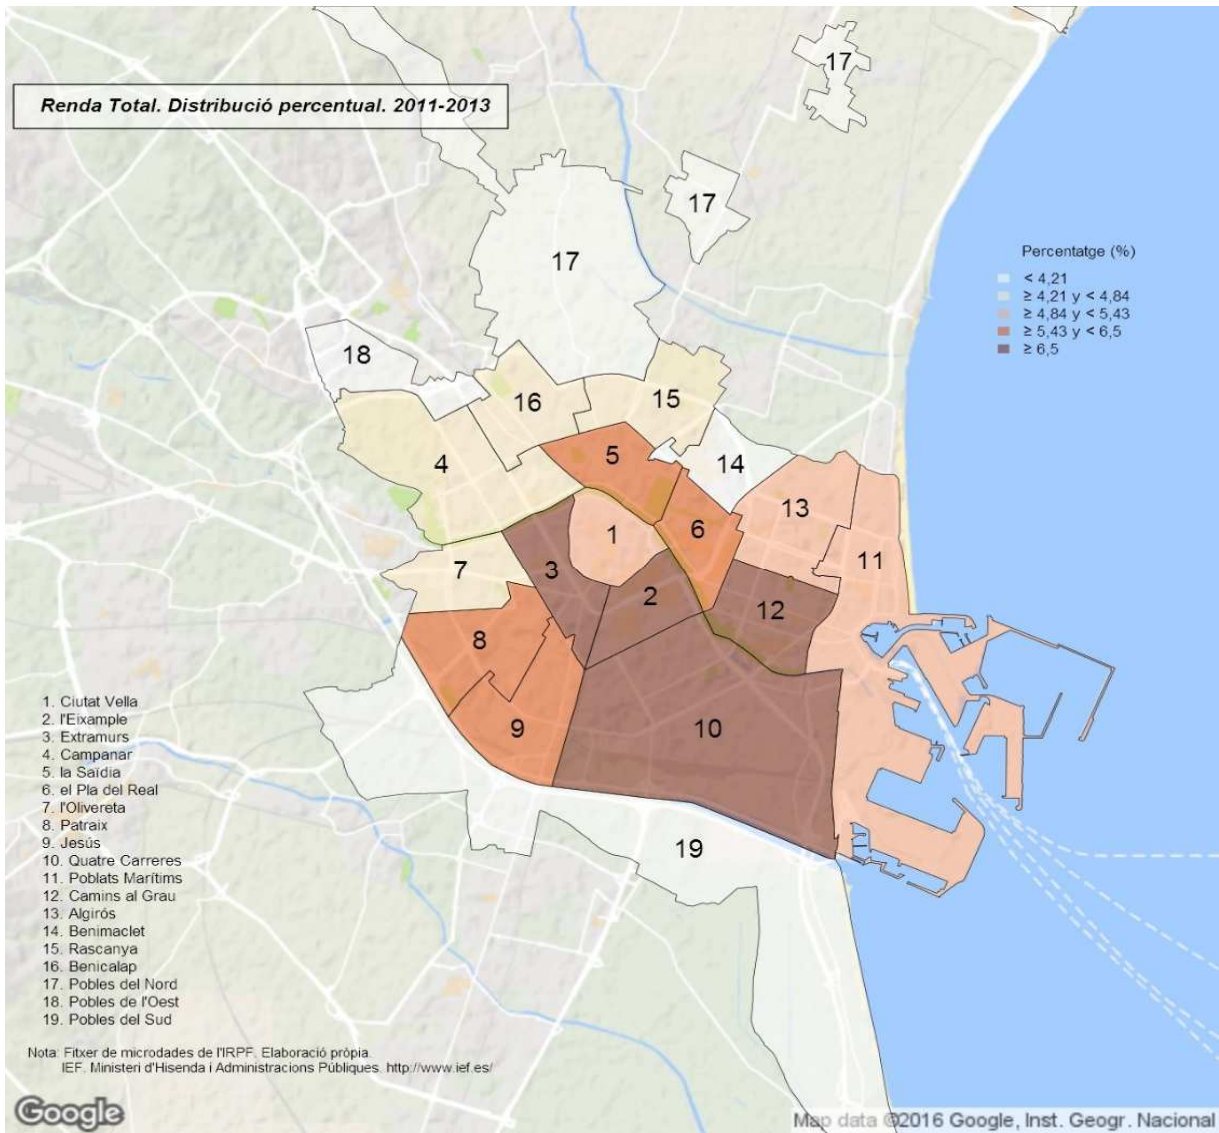 Renda Total. Distribució percentual. 2011-2013
17
17
17
Percentatge (%)
< 4,21
≥ 4,21 y < 4,84
≥ 4,84 y < 5,43
≥ 5,43 y < 6,5
≥ 6,5
18
16
15
4
5
14
13
6
1
11
3
7
2
12
8
9
10
19
1. Ciutat Vella
2. l'Eixample
3. Extramurs
4. Campanar
5. la Saïdia
6. el Pla del Real
7. l'Olivereta
8. Patraix
9. Jesús
10. Quatre Carreres
11. Poblats Marítims
12. Camins al Grau
13. Algirós
14. Benimaclet
15. Rascanya
16. Benicalap
17. Pobles del Nord
18. Pobles de l'Oest
19. Pobles del Sud
Nota: Fitxer de microdades de l'IRPF. Elaboració pròpia.
IEF. Ministeri d'Hisenda i Administracions Públiques. http://www.ief.es/
Google
Map data ©2016 Google, Inst. Geogr. Nacional